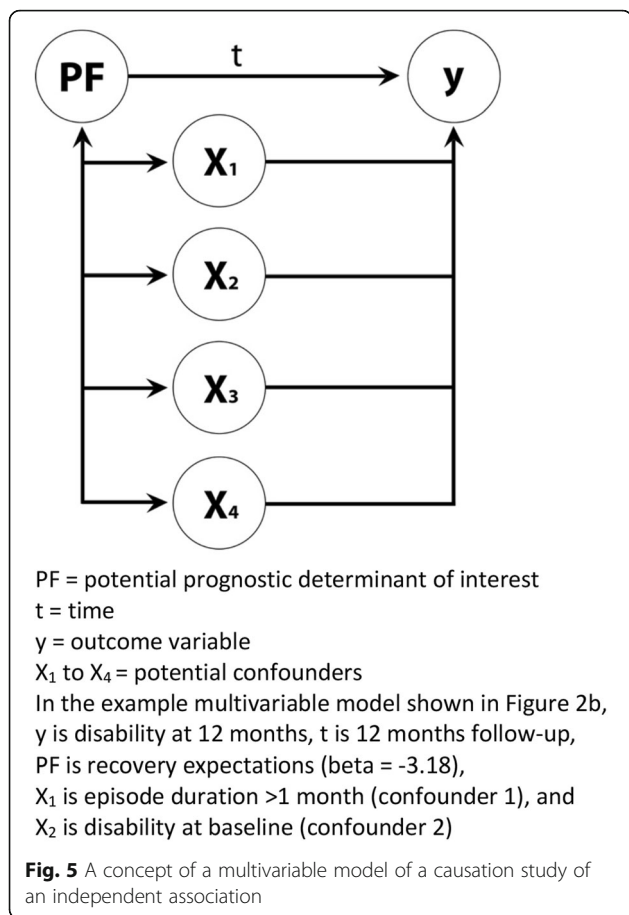 PF
t
y
X₁
X₂
X₃
X₄
PF = potential prognostic determinant of interest
t = time
y = outcome variable
X₁ to X₄ = potential confounders
In the example multivariable model shown in Figure 2b,
y is disability at 12 months, t is 12 months follow-up,
PF is recovery expectations (beta = -3.18),
X₁ is episode duration >1 month (confounder 1), and
X₂ is disability at baseline (confounder 2)
Fig. 5 A concept of a multivariable model of a causation study of
an independent association